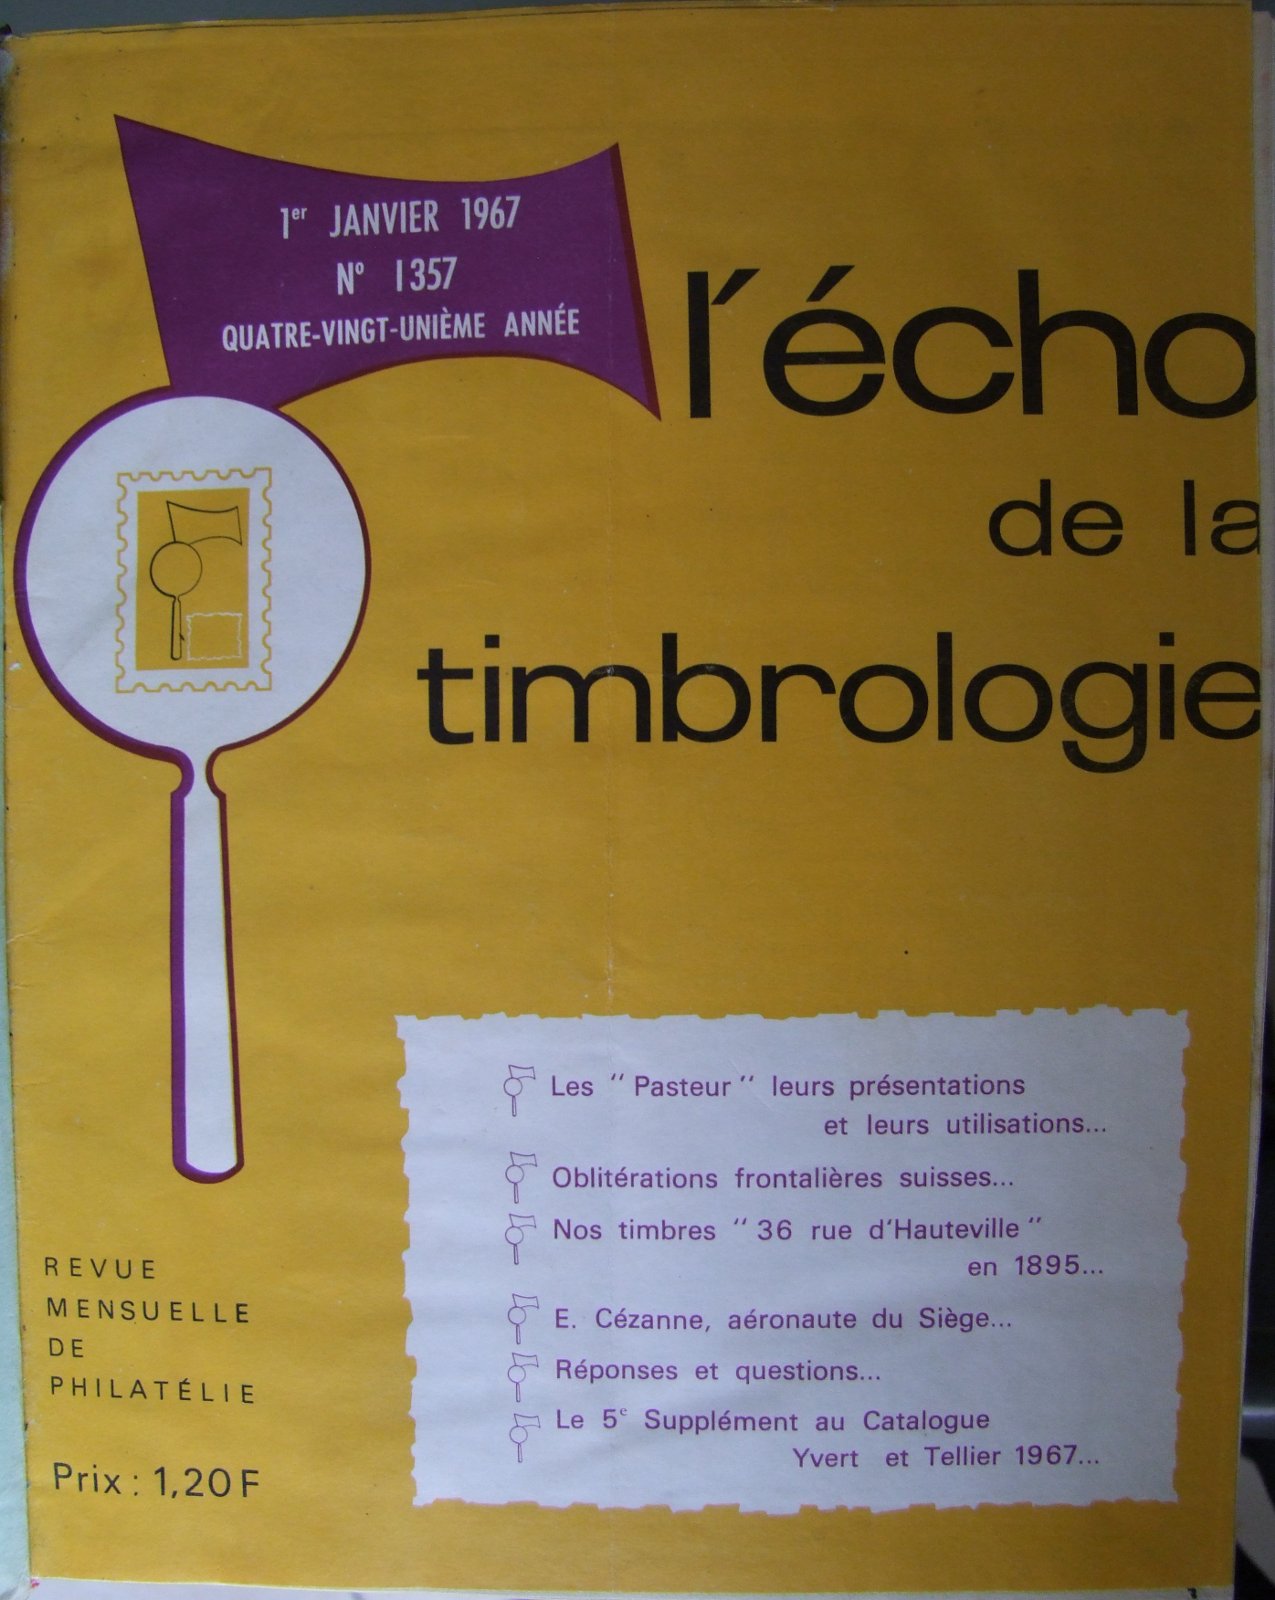 1er JANVIER 1967
N° 1357
QUATRE-VINGT-UNIÈME ANNÉE
l'écho
de la
timbrologie
Les "Pasteur" leurs présentations
et leurs utilisations...
Oblitérations frontalières suisses...
Nos timbres "36 rue d'Hauteville"
en 1895...
E. Cézanne, aéronaute du Siège...
Réponses et questions...
Le 5e Supplément au Catalogue
Yvert et Tellier 1967...
REVUE
MENSUELLE
DE
PHILATÉLIE
Prix : 1,20 F